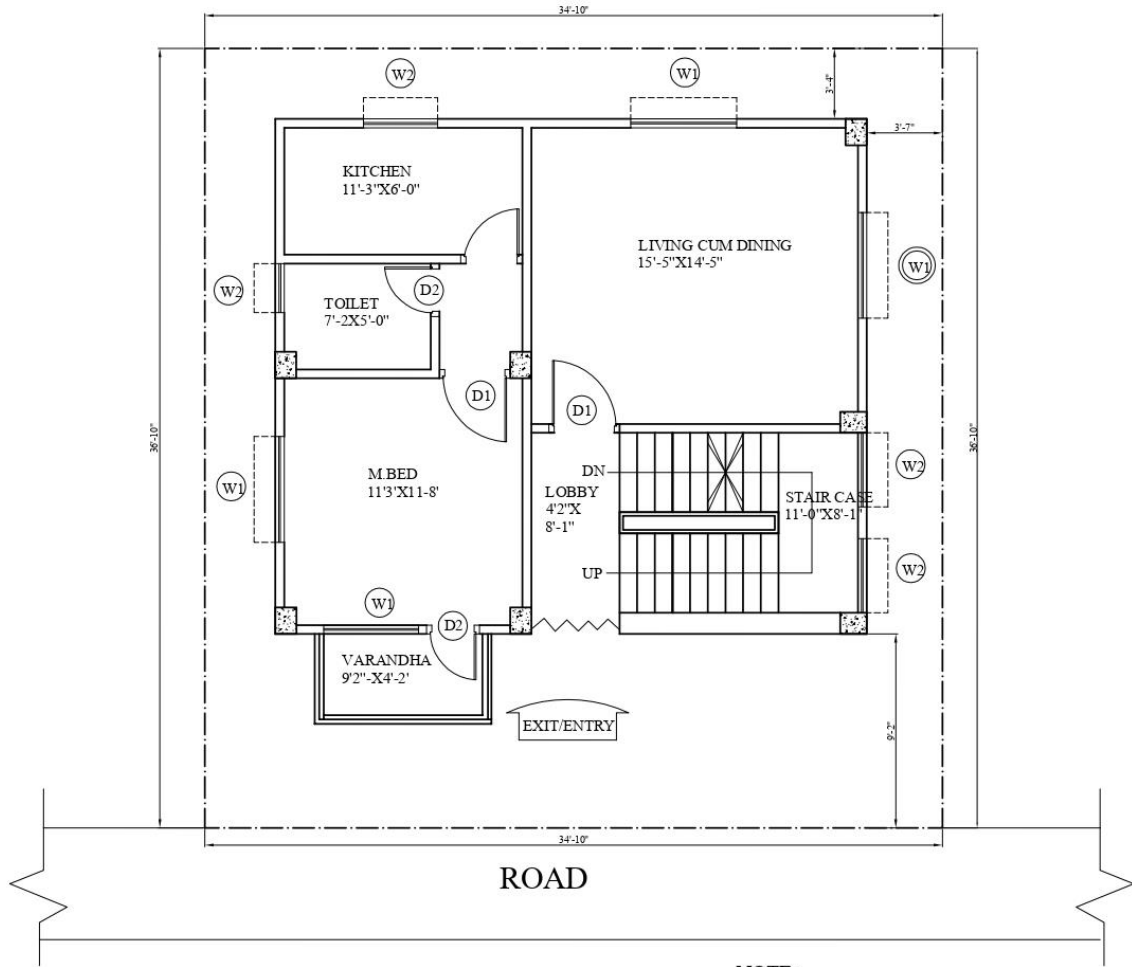 34'-10"
W2
W1
3'-4"
3'-7"
KITCHEN
11'-3"X6'-0"
LIVING CUM DINING
15'-5"X14'-5"
W1
W2
D2
TOILET
7'-2X5'-0"
D1
D1
36'-10"
36'-10"
M.BED
11'3'X11-8'
W1
DN
LOBBY
4'2"X
8'-1"
STAIR CASE
11'-0"X8'-1"
W2
UP
W2
W1
D2
VARANDHA
9'2"-X4'-2'
EXIT/ENTRY
9'-2"
34'-10"
ROAD